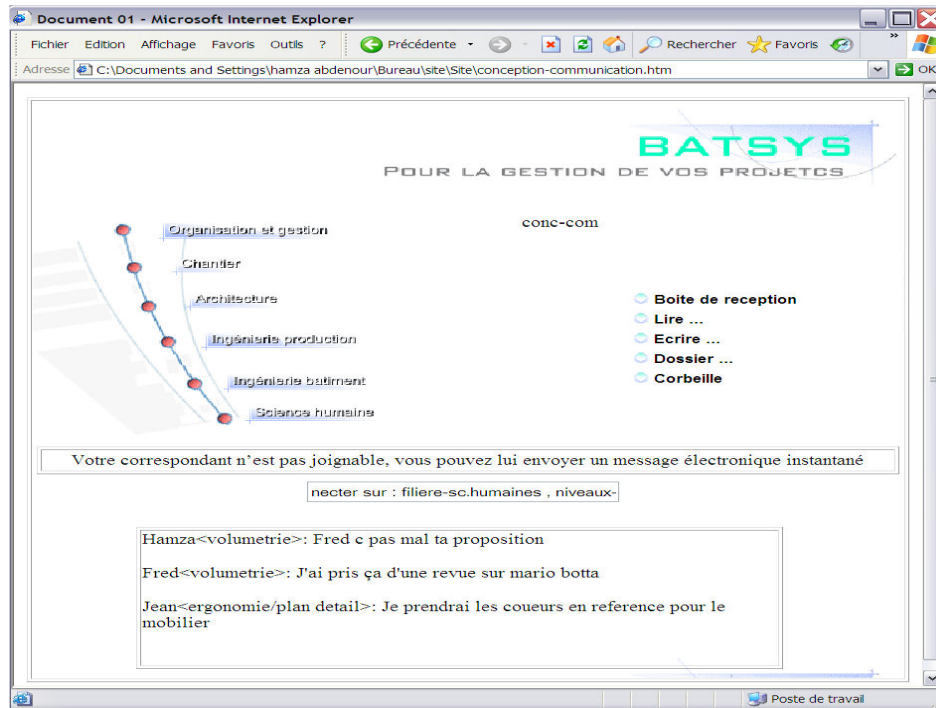 Document 01 - Microsoft Internet Explorer
Fichier Edition Affichage Favoris Outils ? Précédente Rechercher Favoris »
Adresse C:\Documents and Settings\hamza abdenour\Bureau\site\Site\conception-communication.htm OK
BATSYS
POUR LA GESTION DE VOS PROJETCS
conc-com
Organisation et gestion
Chantier
Architecture
Ingénierie production
Ingénierie batiment
Science humaine
Boite de reception
Lire ...
Ecrire ...
Dossier ...
Corbeille
Votre correspondant n'est pas joignable, vous pouvez lui envoyer un message électronique instantané
necter sur : filiere-sc.humaines , niveaux-
Hamza<volumetrie>: Fred c pas mal ta proposition
Fred<volumetrie>: J'ai pris ça d'une revue sur mario botta
Jean<ergonomie/plan detail>: Je prendrai les coueurs en reference pour le
mobilier
Poste de travail